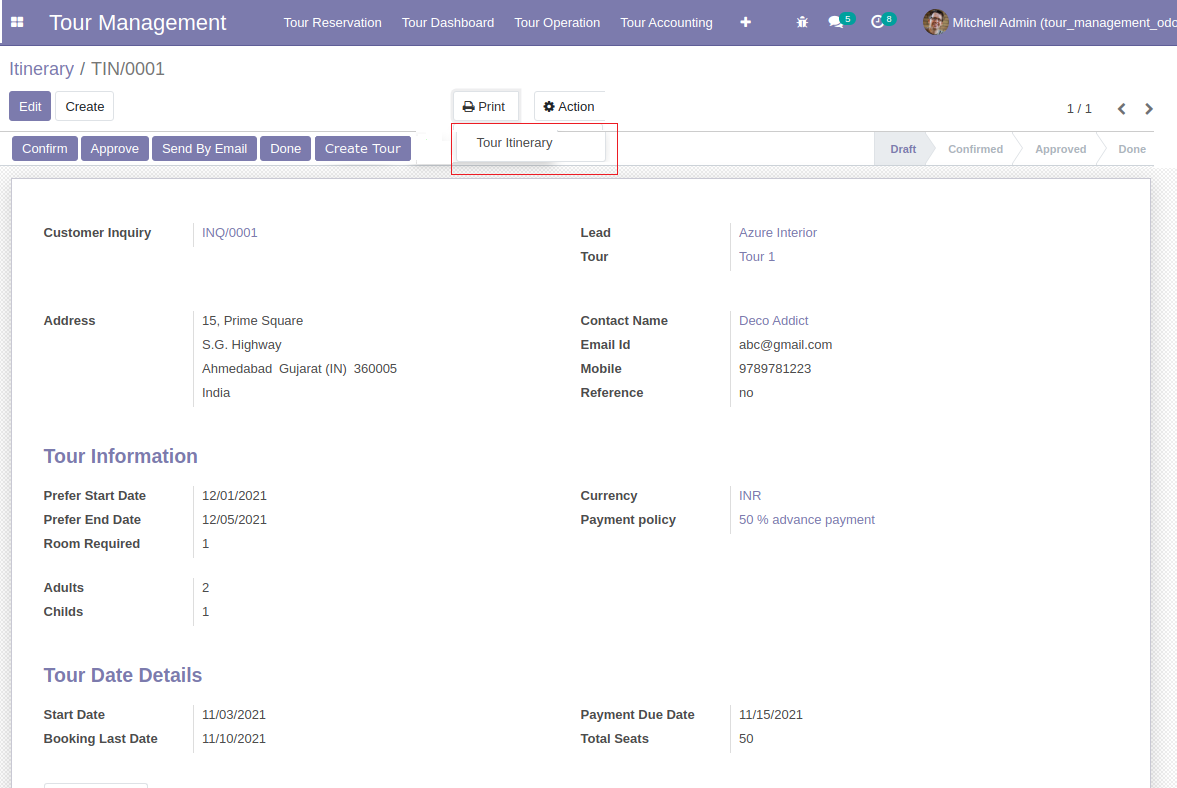 Tour Management Tour Reservation Tour Dashboard Tour Operation Tour Accounting 5 8 Mitchell Admin (tour_management_odo
Itinerary / TIN/0001
Edit Create Print Action 1 / 1
Tour Itinerary
Confirm Approve Send By Email Done Create Tour Draft Confirmed Approved Done
Customer Inquiry INQ/0001 Lead Azure Interior
Tour Tour 1
Address 15, Prime Square Contact Name Deco Addict
S.G. Highway Email Id abc@gmail.com
Ahmedabad Gujarat (IN) 360005 Mobile 9789781223
India Reference no
Tour Information
Prefer Start Date 12/01/2021 Currency INR
Prefer End Date 12/05/2021 Payment policy 50 % advance payment
Room Required 1
Adults 2
Childs 1
Tour Date Details
Start Date 11/03/2021 Payment Due Date 11/15/2021
Booking Last Date 11/10/2021 Total Seats 50